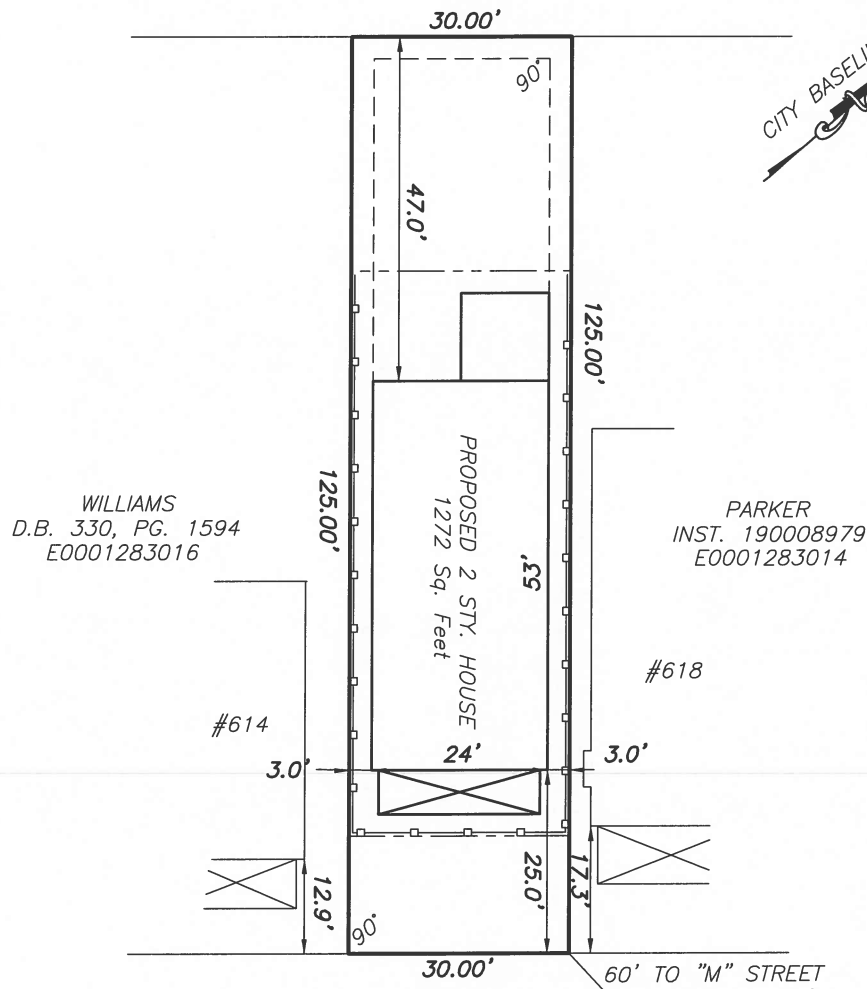 30.00'
90°
CITY BASELI
47.0'
125.00'
125.00'
WILLIAMS
D.B. 330, PG. 1594
E0001283016
PROPOSED 2 STY. HOUSE
1272 Sq. Feet
53'
PARKER
INST. 190008979
E0001283014
#618
#614
24'
3.0'
3.0'
12.9'
25.0'
17.3'
90°
30.00'
60' TO "M" STREET